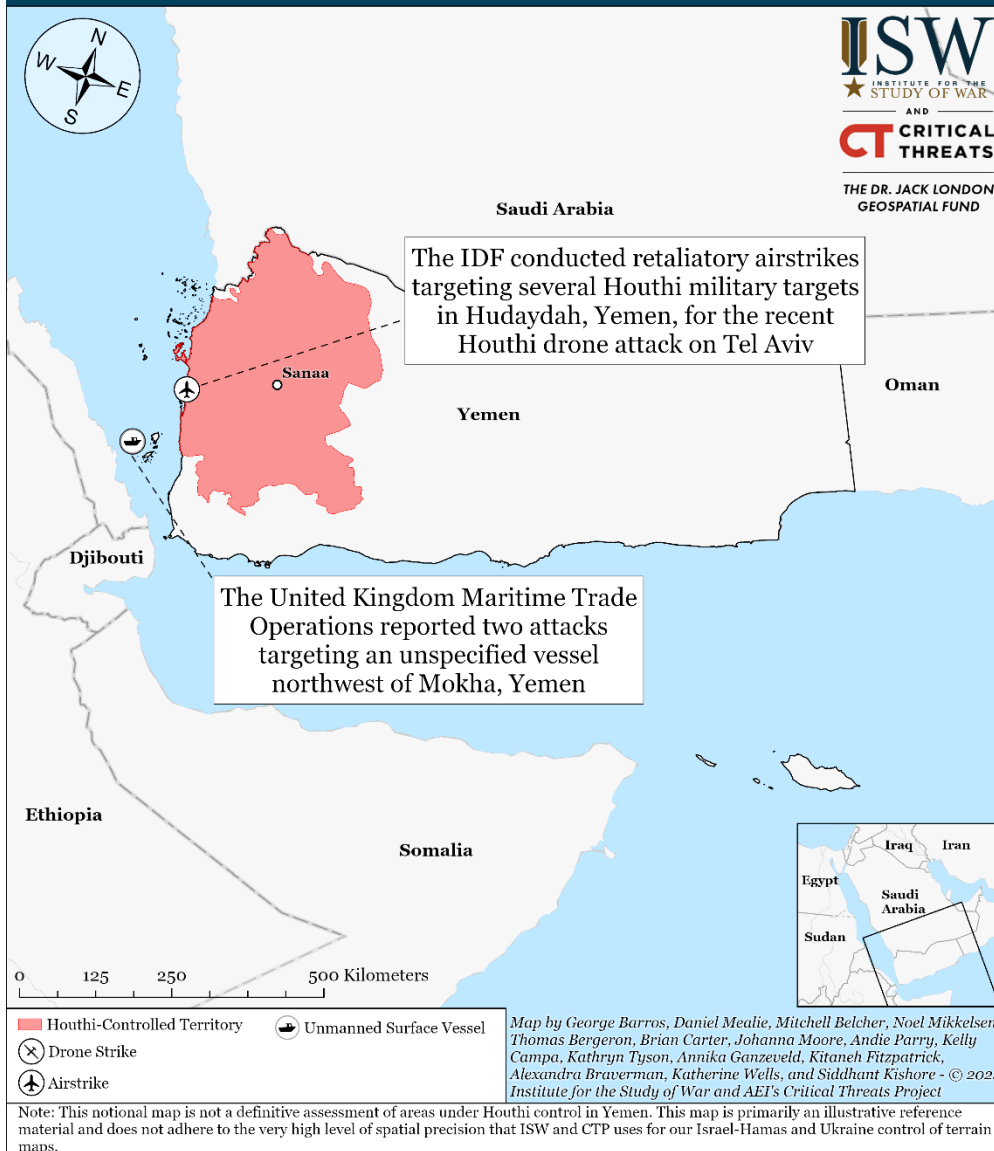 N
W
E
S
ISW
INSTITUTE FOR THE
STUDY OF WAR
AND
CT CRITICAL
THREATS
THE DR. JACK LONDON
GEOSPATIAL FUND
Saudi Arabia
The IDF conducted retaliatory airstrikes
targeting several Houthi military targets
in Hudaydah, Yemen, for the recent
Houthi drone attack on Tel Aviv
Sanaa
Oman
Yemen
Djibouti
The United Kingdom Maritime Trade
Operations reported two attacks
targeting an unspecified vessel
northwest of Mokha, Yemen
Ethiopia
Somalia
Iraq
Iran
Egypt
Saudi
Arabia
Sudan
0 125 250 500 Kilometers
Houthi-Controlled Territory
Unmanned Surface Vessel
Drone Strike
Airstrike
Map by George Barros, Daniel Mealie, Mitchell Belcher, Noel Mikkelsen,
Thomas Bergeron, Brian Carter, Johanna Moore, Andie Parry, Kelly
Campa, Kathryn Tyson, Annika Ganzeveld, Kitaneh Fitzpatrick,
Alexandra Braverman, Katherine Wells, and Siddhant Kishore - ©
Institute for the Study of War and AEI's Critical Threats Project
Note: This notional map is not a definitive assessment of areas under Houthi control in Yemen. This map is primarily an illustrative reference
material and does not adhere to the very high level of spatial precision that ISW and CTP uses for our Israel-Hamas and Ukraine control of terrain
maps.